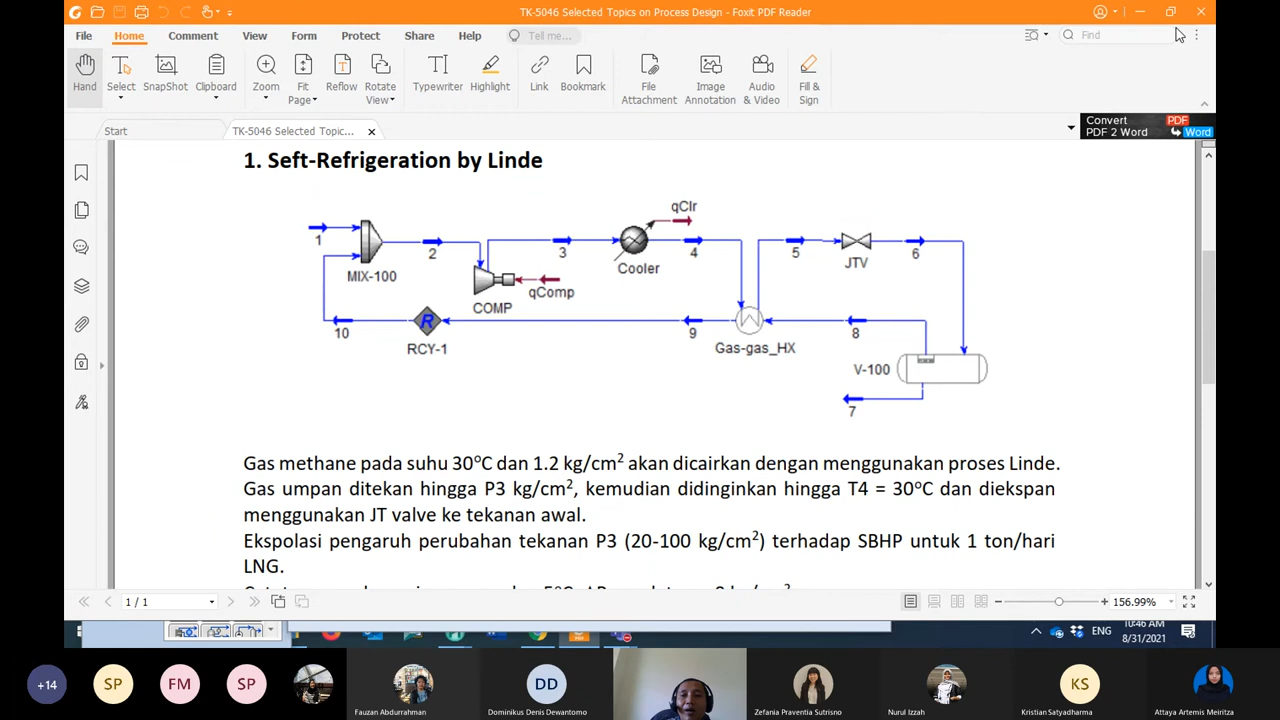 TK-5046 Selected Topics on Process Design - Foxit PDF Reader
File Home Comment View Form Protect Share Help Tell me... Find
Hand Select SnapShot Clipboard Zoom Fit Page Reflow Rotate View Typewriter Highlight Link Bookmark File Attachment Image Annotation Audio & Video Fill & Sign
Start TK-5046 Selected Topic...
Convert PDF
PDF 2 Word Word
1. Seft-Refrigeration by Linde
qClr
1 2 3 4 5 6
MIX-100 Cooler JTV
qComp
COMP
10 R 9 8
RCY-1 Gas-gas_HX
V-100
7
Gas methane pada suhu 30°C dan 1.2 kg/cm² akan dicairkan dengan menggunakan proses Linde.
Gas umpan ditekan hingga P3 kg/cm², kemudian didinginkan hingga T4 = 30°C dan diekspan
menggunakan JT valve ke tekanan awal.
Ekspolasi pengaruh perubahan tekanan P3 (20-100 kg/cm²) terhadap SBHP untuk 1 ton/hari
LNG.
1 / 1 156.99%
ENG 10:46 AM
8/31/2021
+14 SP FM SP DD KS
Fauzan Abdurrahman Dominikus Denis Dewantomo Zefania Praventia Sutrisno Nurul Izzah Kristian Satyadharma Attaya Artemis Meiritza